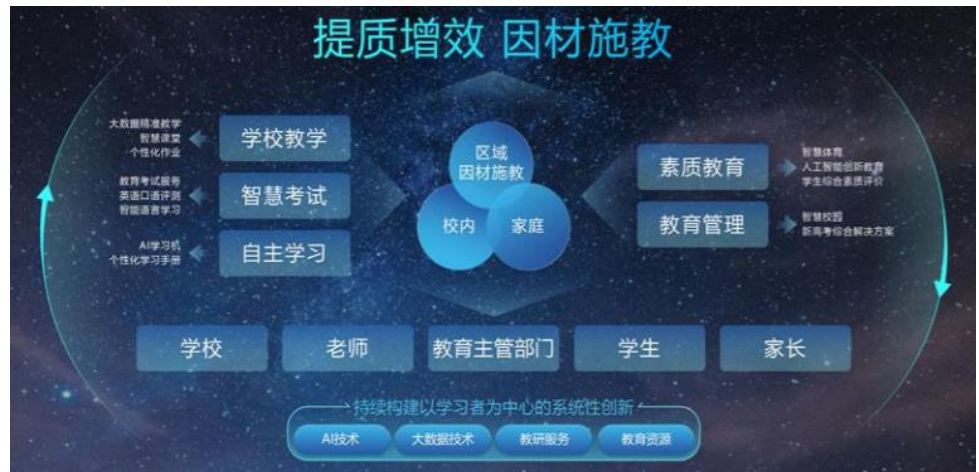 提质增效 因材施教
大数据精准教学
智慧课堂
个性化作业
学校教学
教育考试服务
英语口语评测
智能语言学习
智慧考试
AI学习机
个性化学习手册
自主学习
区域
因材施教
校内
家庭
素质教育
智慧体育
人工智能创新教育
学生综合素质评价
教育管理
智慧校园
新高考综合解决方案
学校
老师
教育主管部门
学生
家长
持续构建以学习者为中心的系统性创新
AI技术
大数据技术
教研服务
教育资源